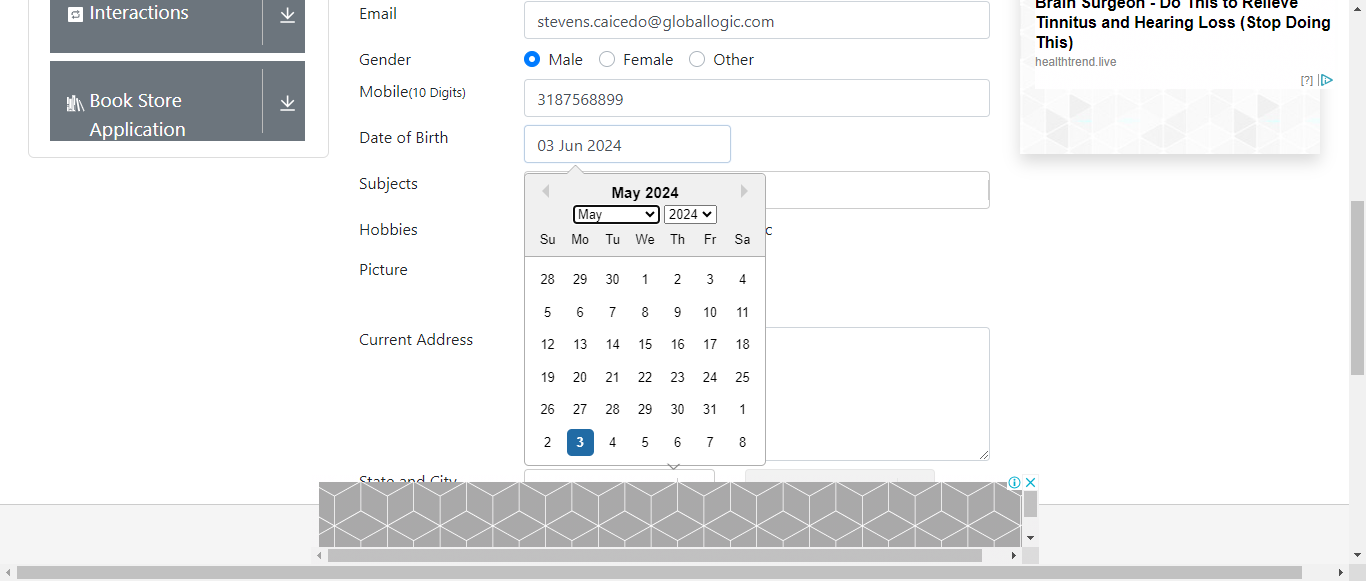 Interactions
Book Store
Application
Email
stevens.caicedo@globallogic.com
Gender
Male
Female
Other
Mobile(10 Digits)
3187568899
Date of Birth
03 Jun 2024
Subjects
Hobbies
Picture
Current Address
State and City
May 2024
May
2024
Su Mo Tu We Th Fr Sa
28 29 30 1 2 3 4
5 6 7 8 9 10 11
12 13 14 15 16 17 18
19 20 21 22 23 24 25
26 27 28 29 30 31 1
2 3 4 5 6 7 8
c
Brain Surgeon - Do This to Relieve
Tinnitus and Hearing Loss (Stop Doing
This)
healthtrend.live
[?]